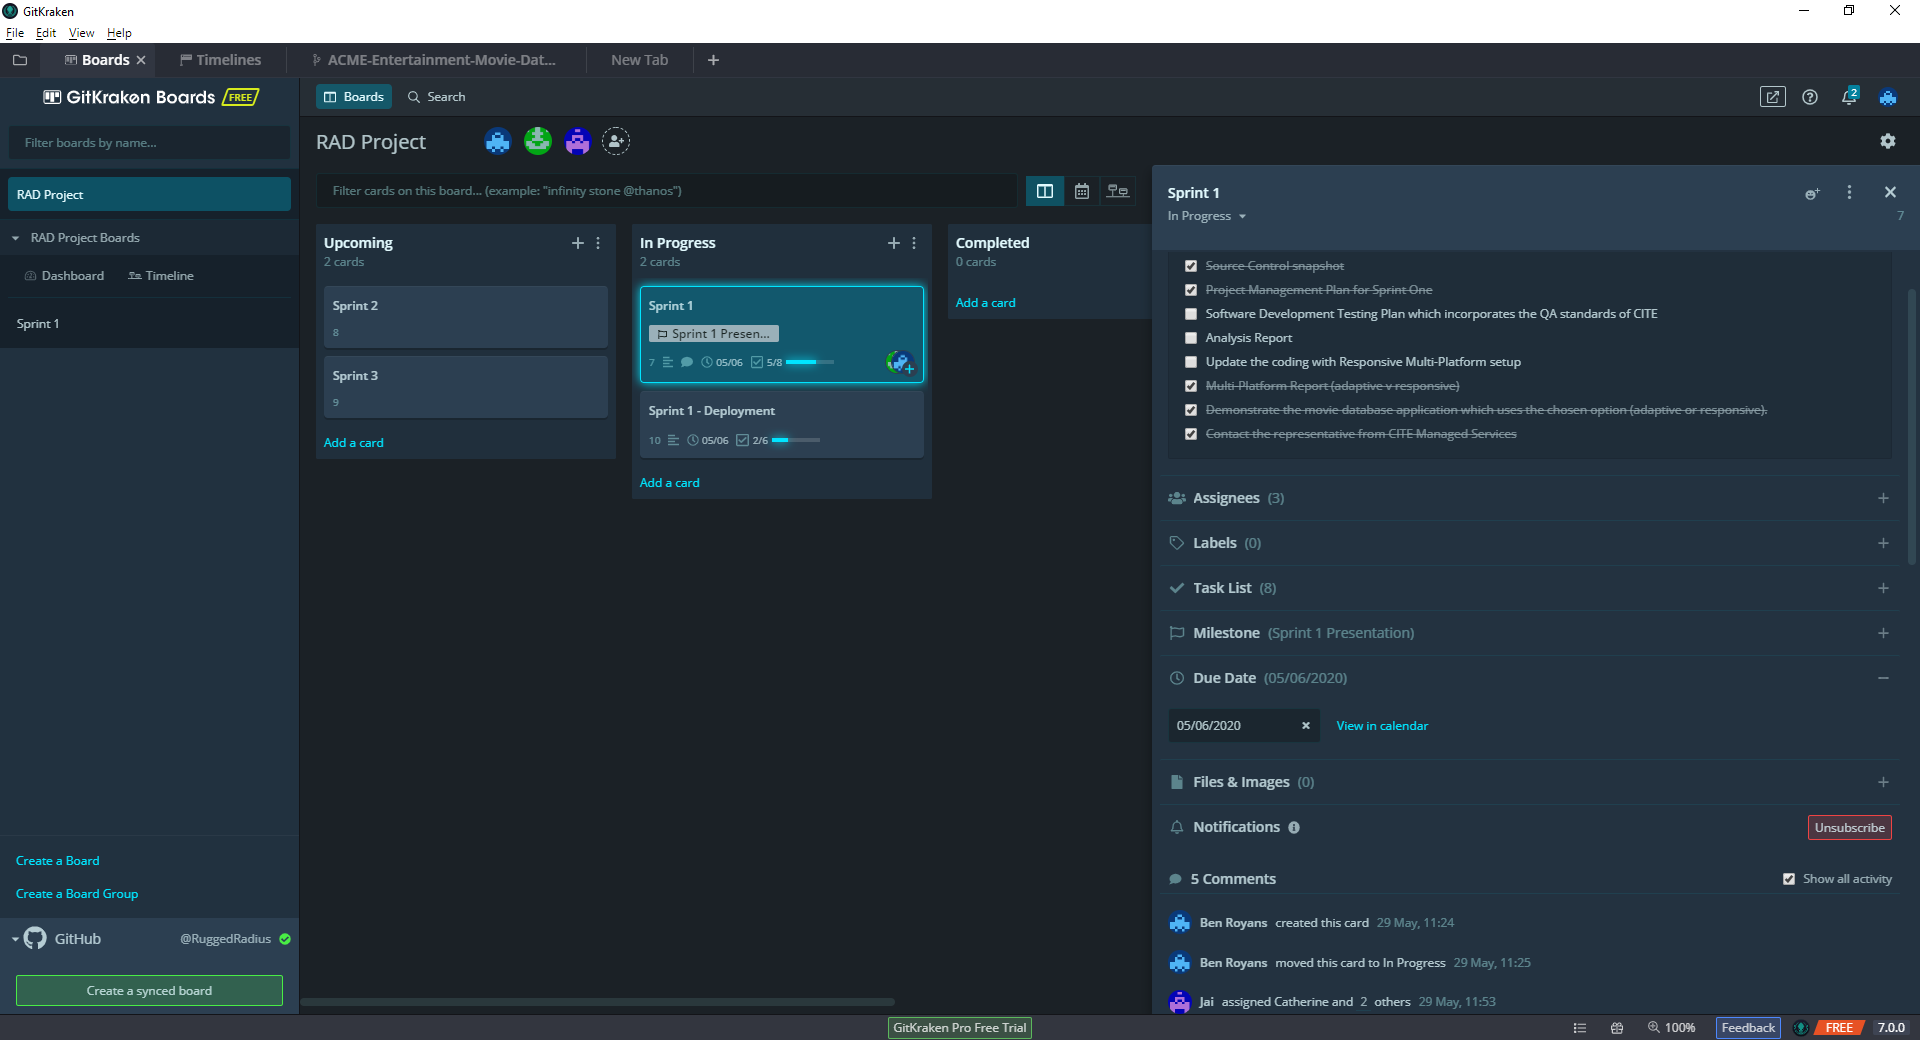 GitKraken
File Edit View Help
Boards Timelines ACME-Entertainment-Movie-Dat... New Tab
GitKraken Boards FREE
Filter boards by name...
RAD Project
RAD Project Boards
Dashboard Timeline
Sprint 1
Create a Board
Create a Board Group
GitHub @RuggedRadius
Create a synced board
Boards Search
2
RAD Project
Filter cards on this board... (example: "infinity stone @thanos")
Upcoming
2 cards
Sprint 2
8
Sprint 3
9
Add a card
In Progress
2 cards
Sprint 1
Sprint 1 Presen...
7 05/06 5/8
Sprint 1 - Deployment
10 05/06 2/6
Add a card
Completed
0 cards
Add a card
Sprint 1
In Progress
7
Source Control snapshot
Project Management Plan for Sprint One
Software Development Testing Plan which incorporates the QA standards of CITE
Analysis Report
Update the coding with Responsive Multi-Platform setup
Multi-Platform Report (adaptive v responsive)
Demonstrate the movie database application which uses the chosen option (adaptive or responsive).
Contact the representative from CITE Managed Services
Assignees (3)
Labels (0)
Task List (8)
Milestone (Sprint 1 Presentation)
Due Date (05/06/2020)
05/06/2020 View in calendar
Files & Images (0)
Notifications Unsubscribe
5 Comments Show all activity
Ben Royans created this card 29 May, 11:24
Ben Royans moved this card to In Progress 29 May, 11:25
Jai assigned Catherine and 2 others 29 May, 11:53
GitKraken Pro Free Trial 100% Feedback FREE 7.0.0